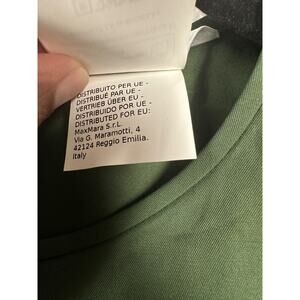 DISTRIBUITO PER UE -
DISTRIBUÉ PAR UE -
VERTRIEB ÜBER EU -
DISTRIBUIDO POR UE -
DISTRIBUTED FOR EU:
MaxMara S.r.L.
Via G. Maramotti, 4
42124 Reggio Emilia.
Italy